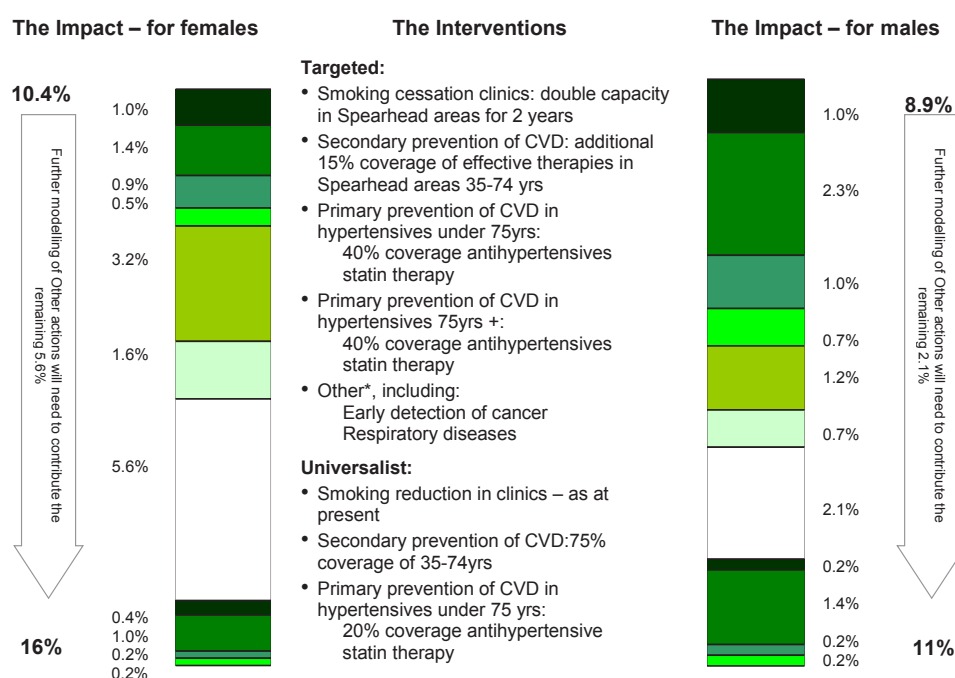 The Impact – for females
10.4%
Further modelling of Other actions will need to contribute the
remaining 5.6%
16%
1.0%
1.4%
0.9%
0.5%
3.2%
1.6%
5.6%
0.4%
1.0%
0.2%
0.2%
The Interventions
Targeted:
• Smoking cessation clinics: double capacity
in Spearhead areas for 2 years
• Secondary prevention of CVD: additional
15% coverage of effective therapies in
Spearhead areas 35-74 yrs
• Primary prevention of CVD in
hypertensives under 75yrs:
40% coverage antihypertensives
statin therapy
• Primary prevention of CVD in
hypertensives 75yrs +:
40% coverage antihypertensives
statin therapy
• Other*, including:
Early detection of cancer
Respiratory diseases
Universalist:
• Smoking reduction in clinics – as at
present
• Secondary prevention of CVD:75%
coverage of 35-74yrs
• Primary prevention of CVD in
hypertensives under 75 yrs:
20% coverage antihypertensive
statin therapy
The Impact – for males
1.0%
2.3%
1.0%
0.7%
1.2%
0.7%
2.1%
0.2%
1.4%
0.2%
0.2%
8.9%
Further modelling of Other actions will need to contribute the
remaining 2.1%
11%